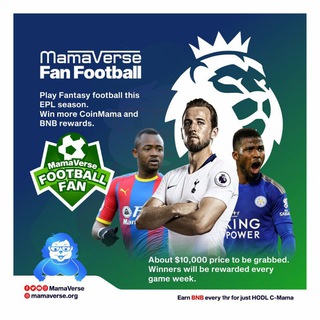 MamaVerse
Fan Football
Play Fantasy football this
EPL season.
Win more CoinMama and
BNB rewards.
MamaVerse
FOOTBALL
FAN
AIA
KING
POWER
About $10,000 price to be grabbed.
Winners will be rewarded every
game week.
MamaVerse
mamaverse.org
Earn BNB every 1hr for just HODL C-Mama